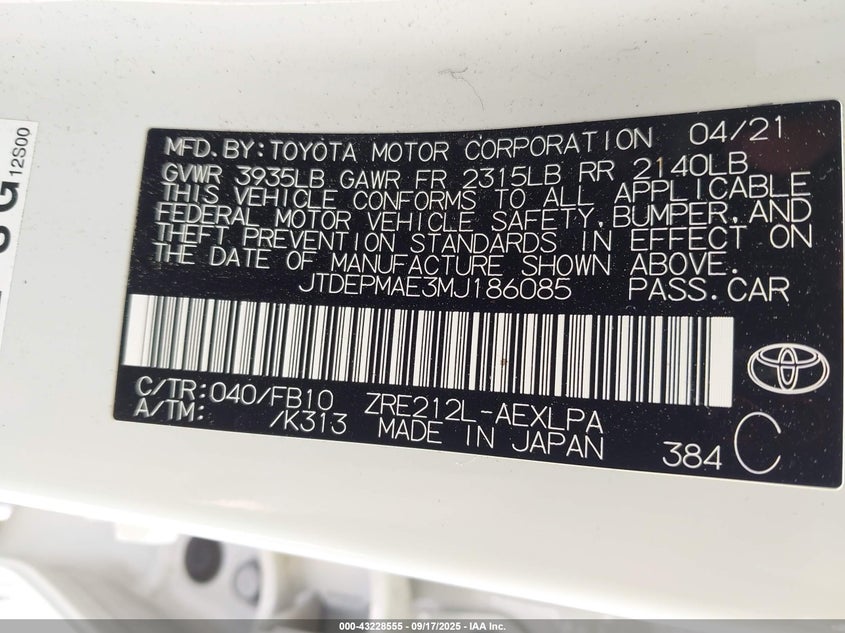 MFD.BY:TOYOTA MOTOR CORPORATION 04/21
GVWR 3935LB GAWR FR 2315LB RR 2140LB
THIS VEHICLE CONFORMS TO ALL APPLICABLE
FEDERAL MOTOR VEHICLE SAFETY,BUMPER,AND
THEFT PREVENTION STANDARDS IN EFFECT ON
THE DATE OF MANUFACTURE SHOWN ABOVE.
JTDEPMAE3MJ186085 PASS.CAR
C/TR:040/FB10 ZRE212L-AEXLPA
A/TM: /K313 MADE IN JAPAN 384 C
12S00
000-43228555 - 09/17/2025 - IAA Inc.